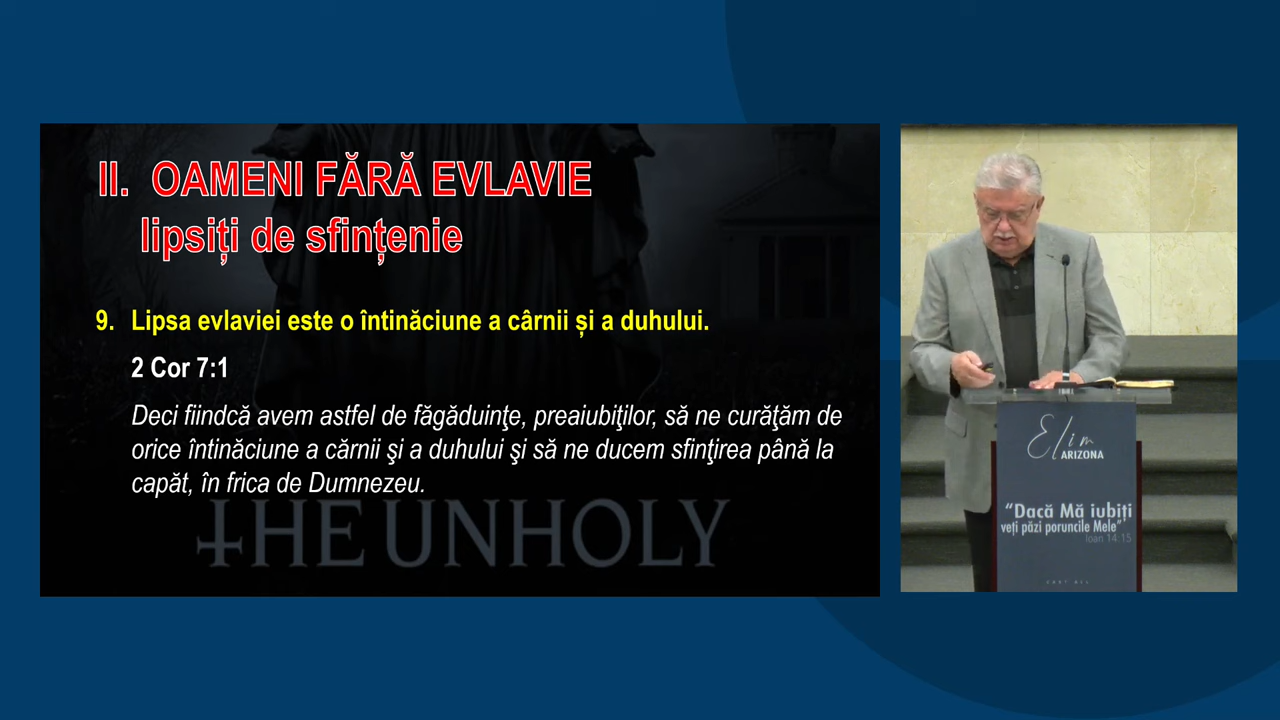 II. OAMENI FĂRĂ EVLAVIE
lipsiți de sfințenie
9. Lipsa evlaviei este o întinăciune a cârnii și a duhului.
2 Cor 7:1
Deci fiindcă avem astfel de făgăduinţe, preaiubiţilor, să ne curăţăm de
orice întinăciune a cărnii şi a duhului şi să ne ducem sfinţirea până la
capăt, în frica de Dumnezeu.
THE UNHOLY
Elim
ARIZONA
"Dacă Mă iubiți
veți păzi poruncile Mele"
Ioan 14:15